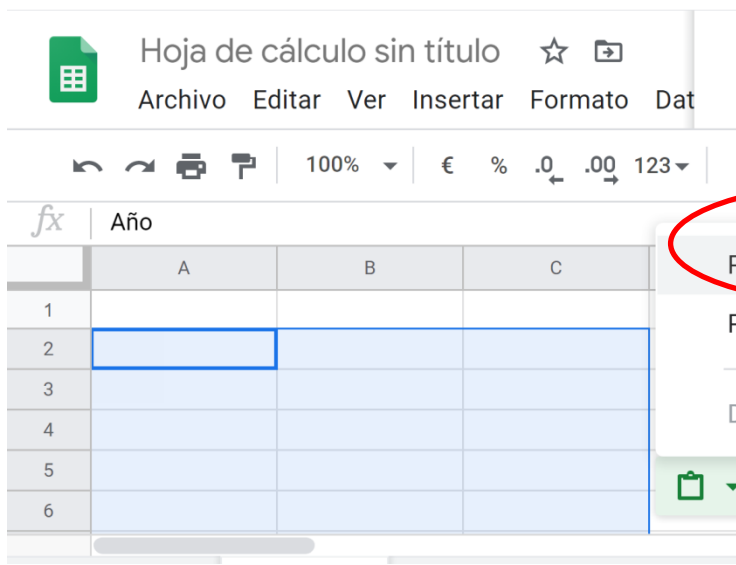 Hoja de cálculo sin título
Archivo Editar Ver Insertar Formato Dat
100% € % .0 .00 123
fx Año
A B C
1
2
3
4
5
6